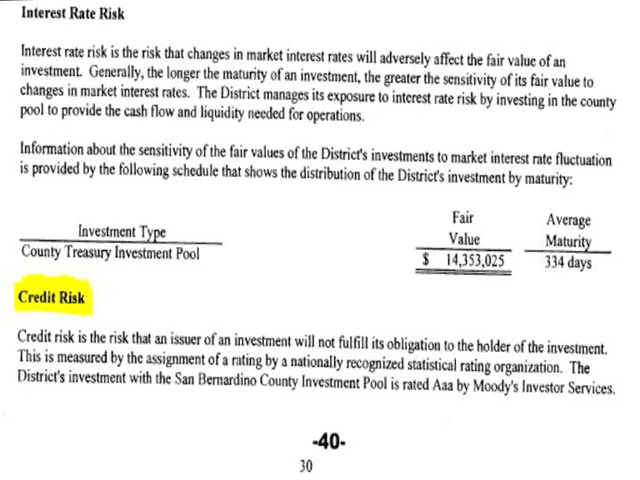 Interest Rate Risk
Interest rate risk is the risk that changes in market interest rates will adversely affect the fair value of an
investment. Generally, the longer the maturity of an investment, the greater the sensitivity of its fair value to
changes in market interest rates. The District manages its exposure to interest rate risk by investing in the county
pool to provide the cash flow and liquidity needed for operations.
Information about the sensitivity of the fair values of the District's investments to market interest rate fluctuation
is provided by the following schedule that shows the distribution of the District's investment by maturity:
Fair Average
Investment Type Value Maturity
County Treasury Investment Pool $ 14,353,025 334 days
Credit Risk
Credit risk is the risk that an issuer of an investment will not fulfill its obligation to the holder of the investment.
This is measured by the assignment of a rating by a nationally recognized statistical rating organization. The
District's investment with the San Bernardino County Investment Pool is rated Aaa by Moody's Investor Services.
-40-
30